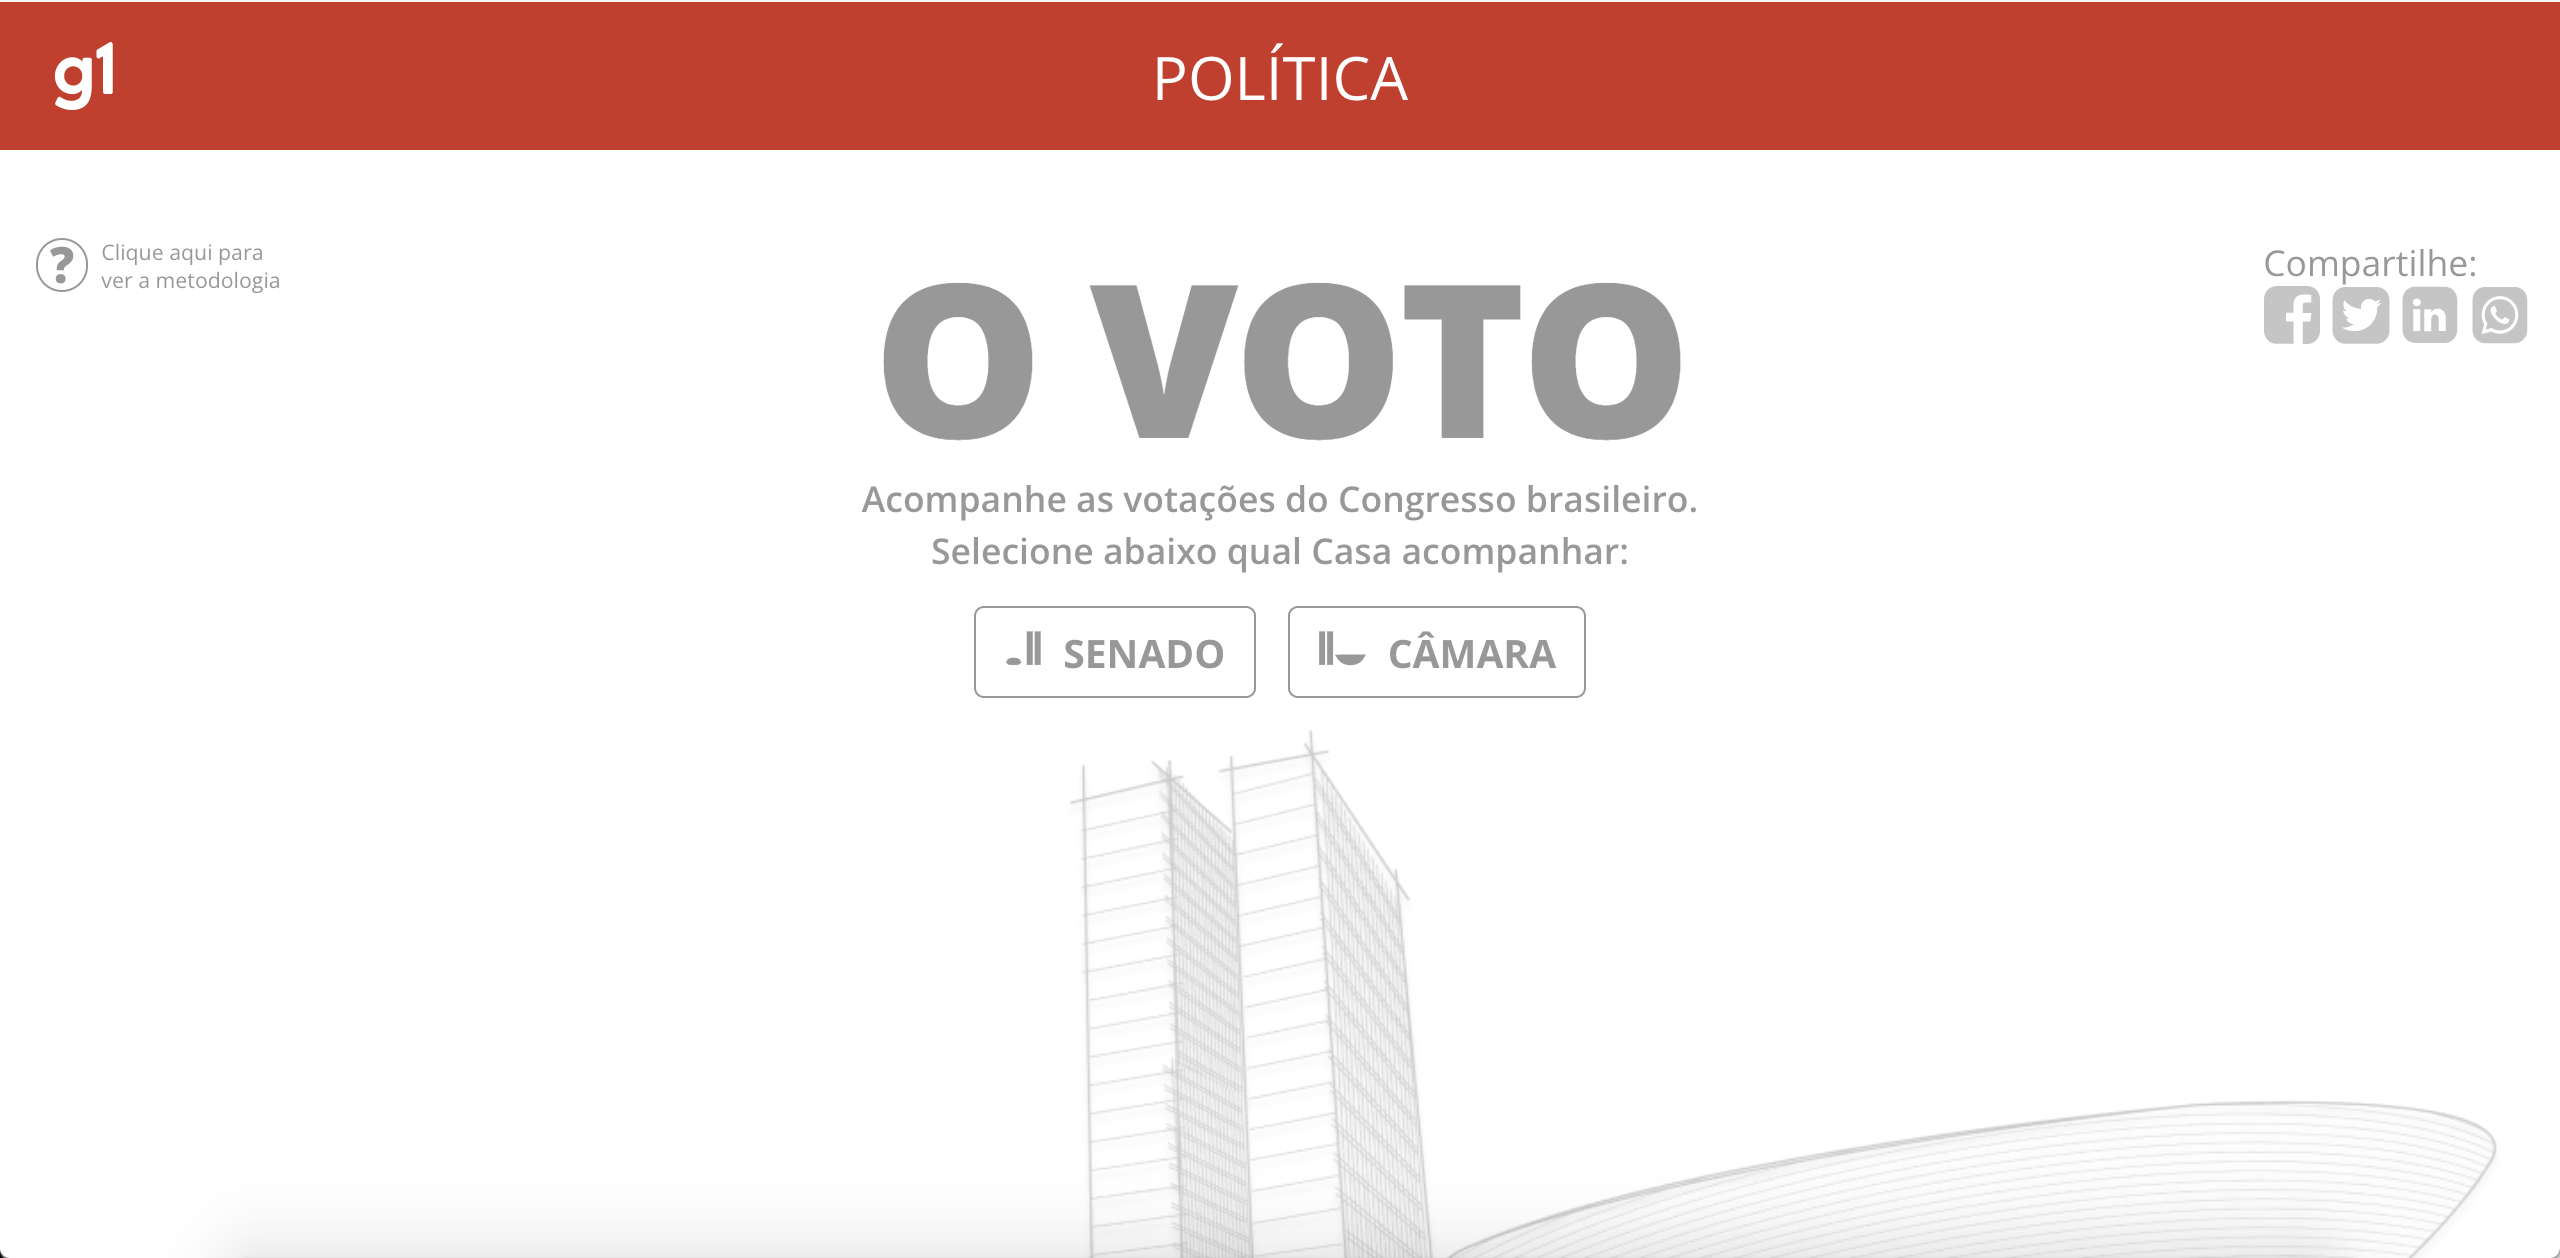 g1
POLÍTICA
? Clique aqui para
ver a metodologia
Compartilhe:
O VOTO
Acompanhe as votações do Congresso brasileiro.
Selecione abaixo qual Casa acompanhar:
SENADO
CÂMARA